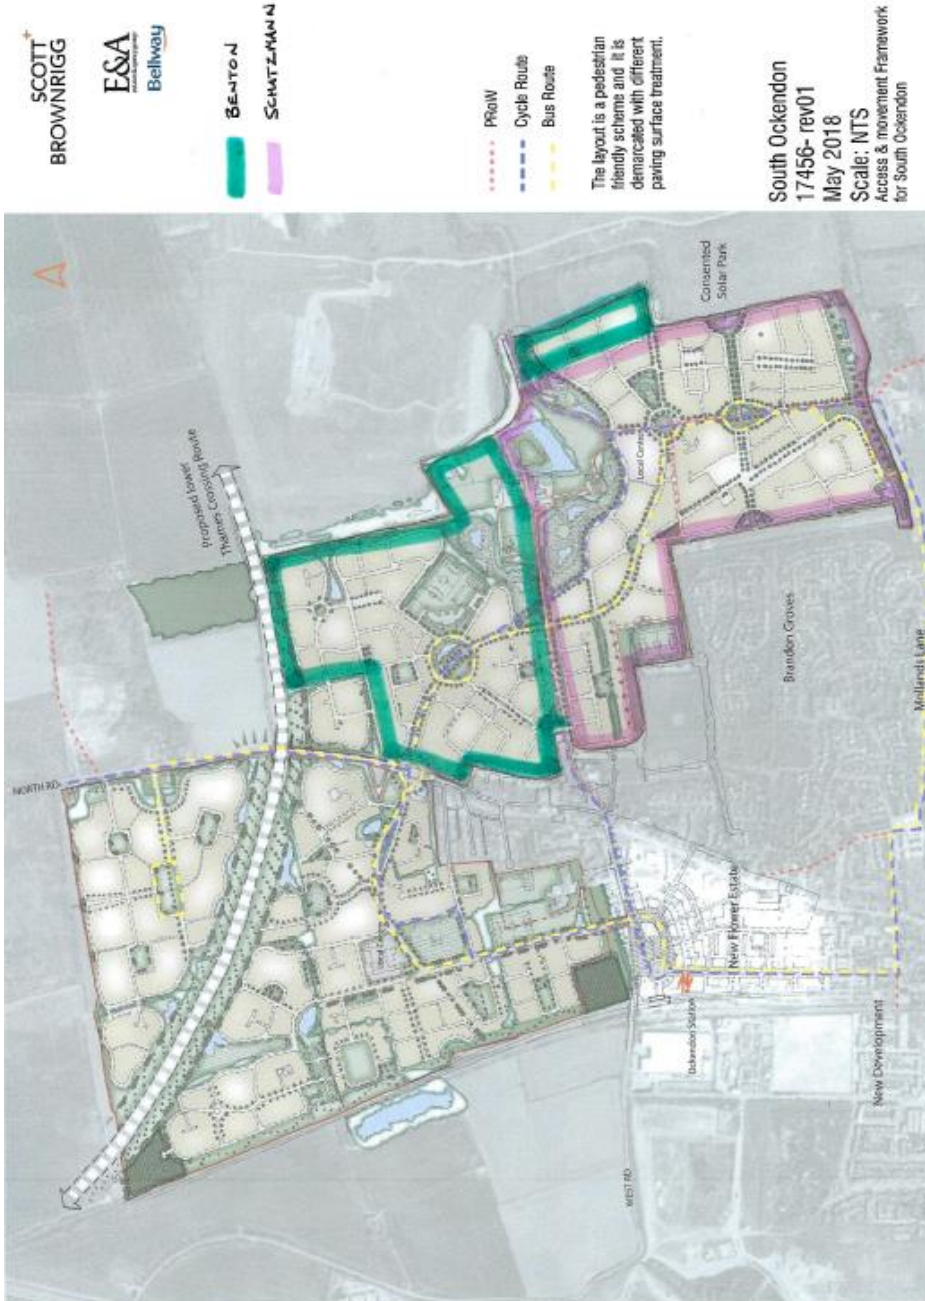 SCOTT
BROWNRIGG
E&A
Bellway
BENTON
SCHUTZMANN
PRoW
Cycle Route
Bus Route
The layout is a pedestrian
friendly scheme and it is
demarcated with different
paving surface treatment.
South Ockendon
17456- rev01
May 2018
Scale: NTS
Access & movement Framework
for South Ockendon
Proposed lower
Thames Crossing Route
NORTH RD
Consented
Solar Park
Local Centre
Brandon Groves
Mollands Lane
New Flower Estate
Ockendon Station
WEST RD
New Development